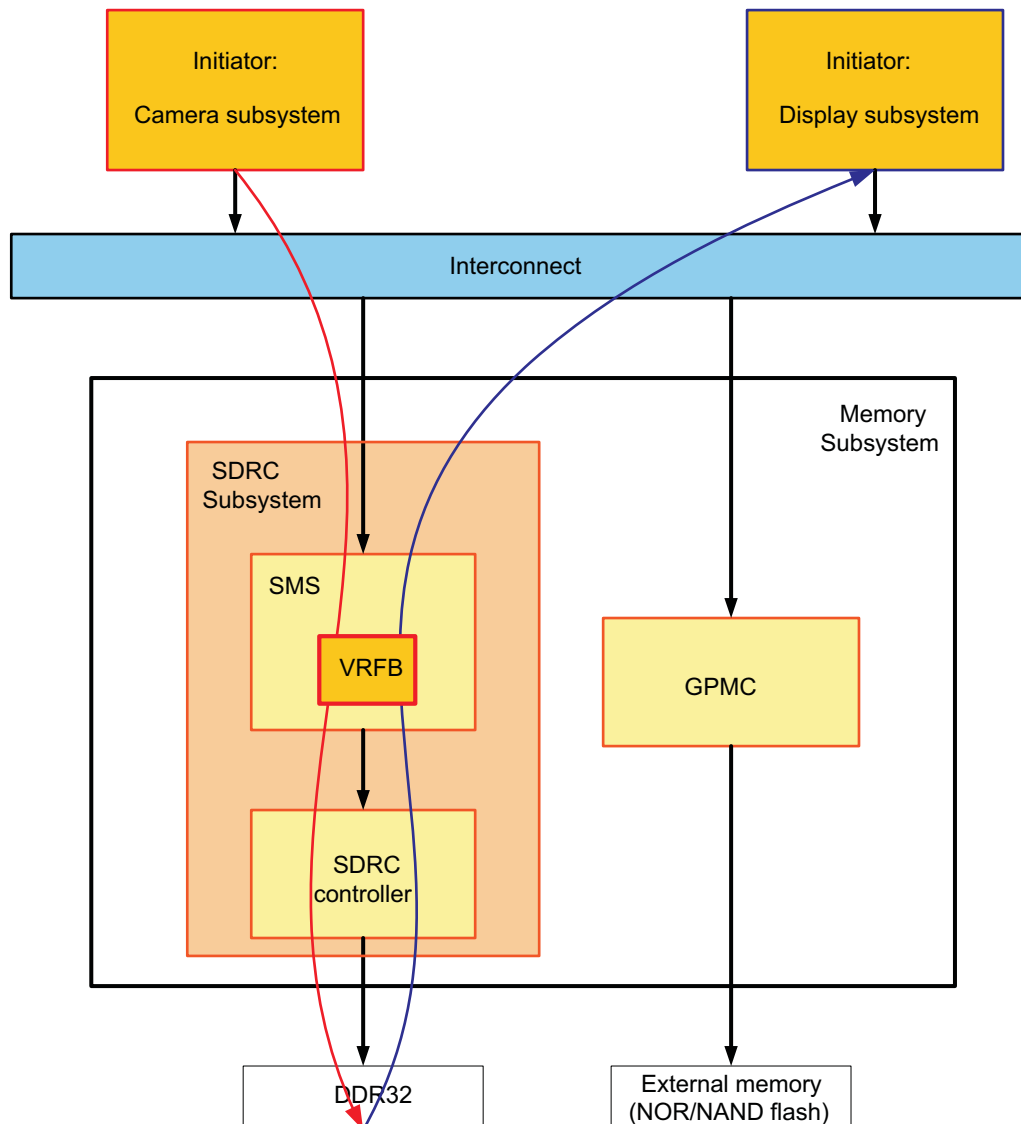 Initiator:
Camera subsystem
Initiator:
Display subsystem
Interconnect
Memory
Subsystem
SDRC
Subsystem
SMS
VRFB
GPMC
SDRC
controller
DDR32
External memory
(NOR/NAND flash)